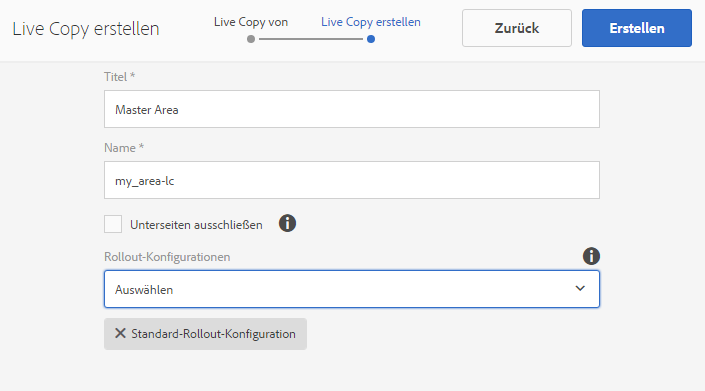 Live Copy erstellen
Live Copy von
Live Copy erstellen
Zurück
Erstellen
Titel *
Master Area
Name *
my_area-lc
Unterseiten ausschließen
Rollout-Konfigurationen
Auswählen
Standard-Rollout-Konfiguration